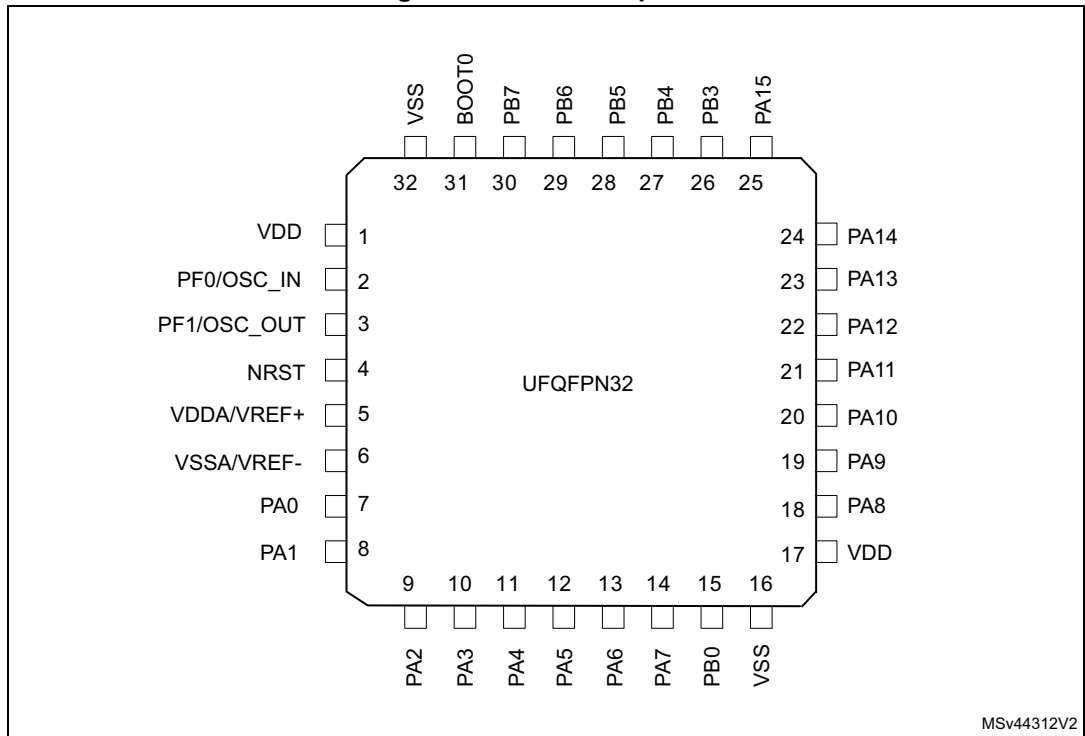 VSS
BOOT0
PB7
PB6
PB5
PB4
PB3
PA15
32 31 30 29 28 27 26 25
VDD 1 24 PA14
PF0/OSC_IN 2 23 PA13
PF1/OSC_OUT 3 22 PA12
NRST 4 21 PA11
UFQFPN32
VDDA/VREF+ 5 20 PA10
VSSA/VREF- 6 19 PA9
PA0 7 18 PA8
PA1 8 17 VDD
9 10 11 12 13 14 15 16
PA2
PA3
PA4
PA5
PA6
PA7
PB0
VSS
MSv44312V2